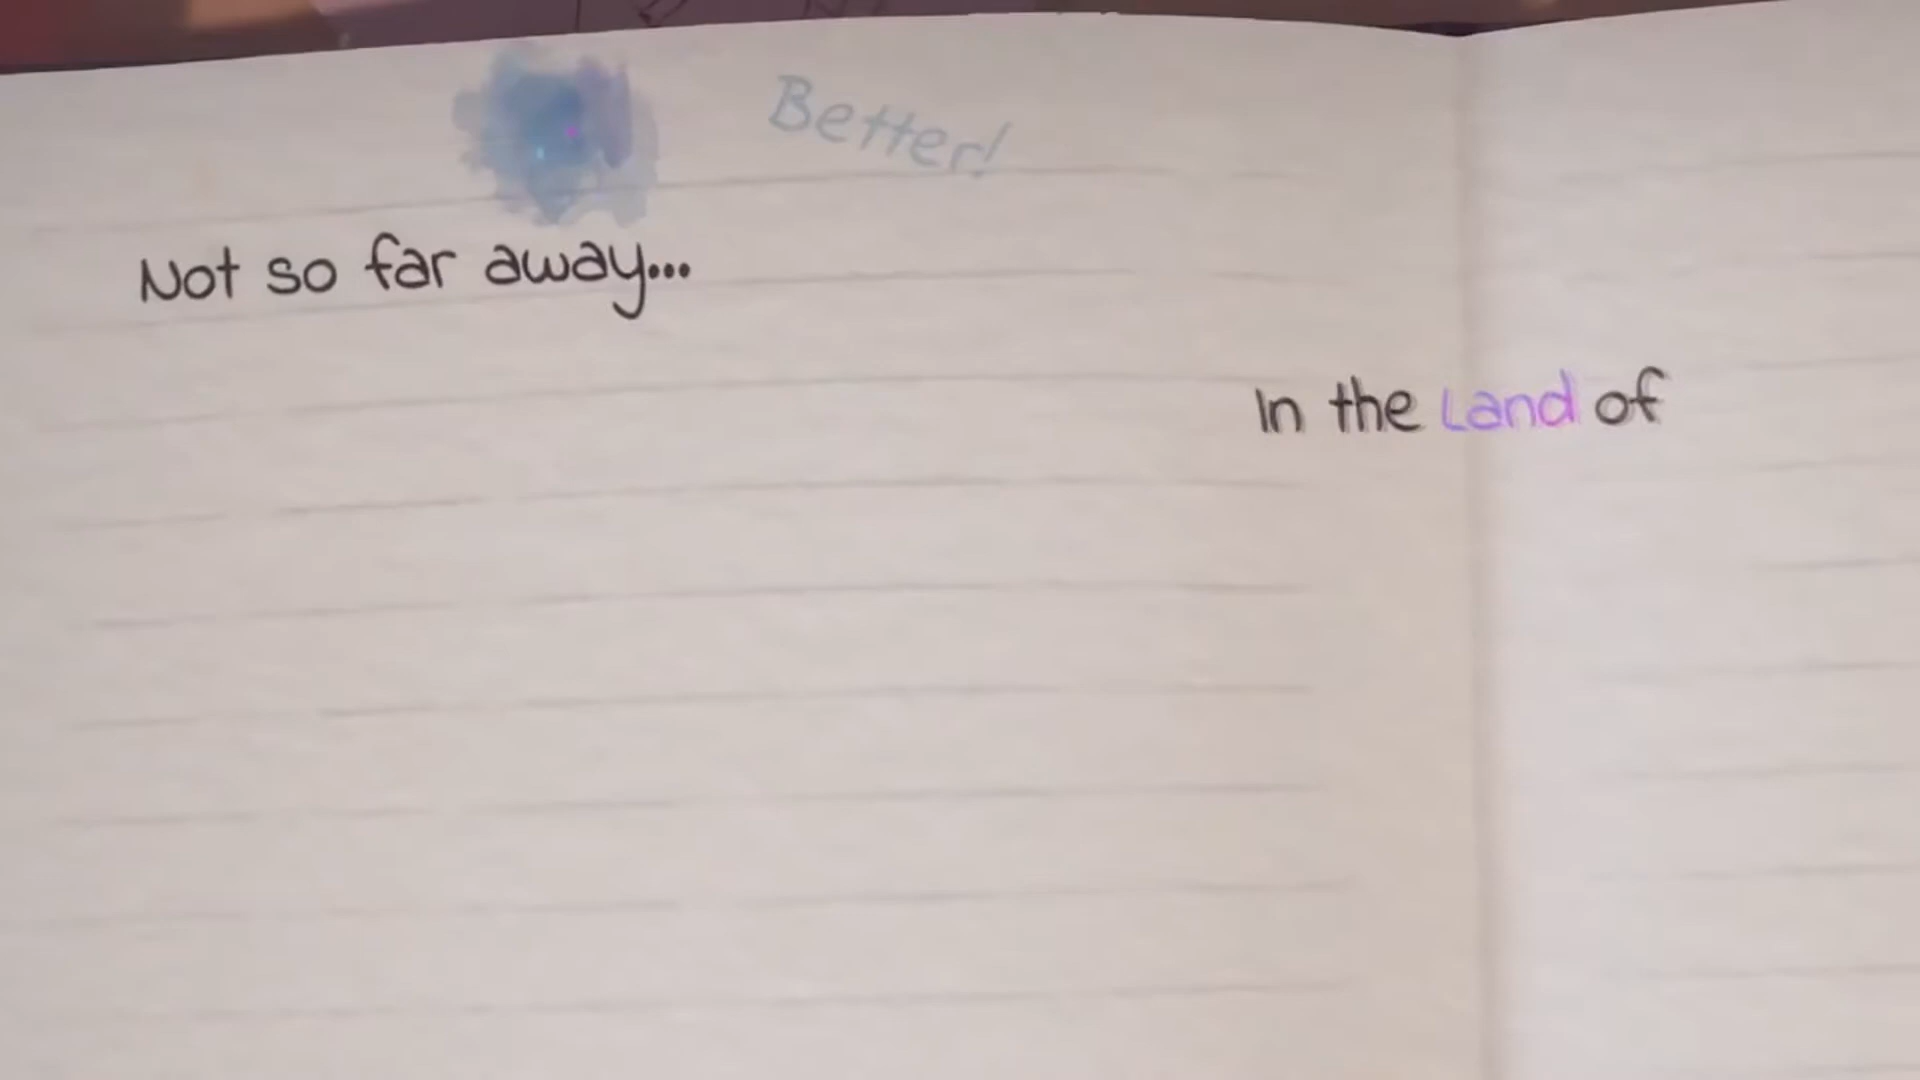 Better!
Not so far away...
In the Land of